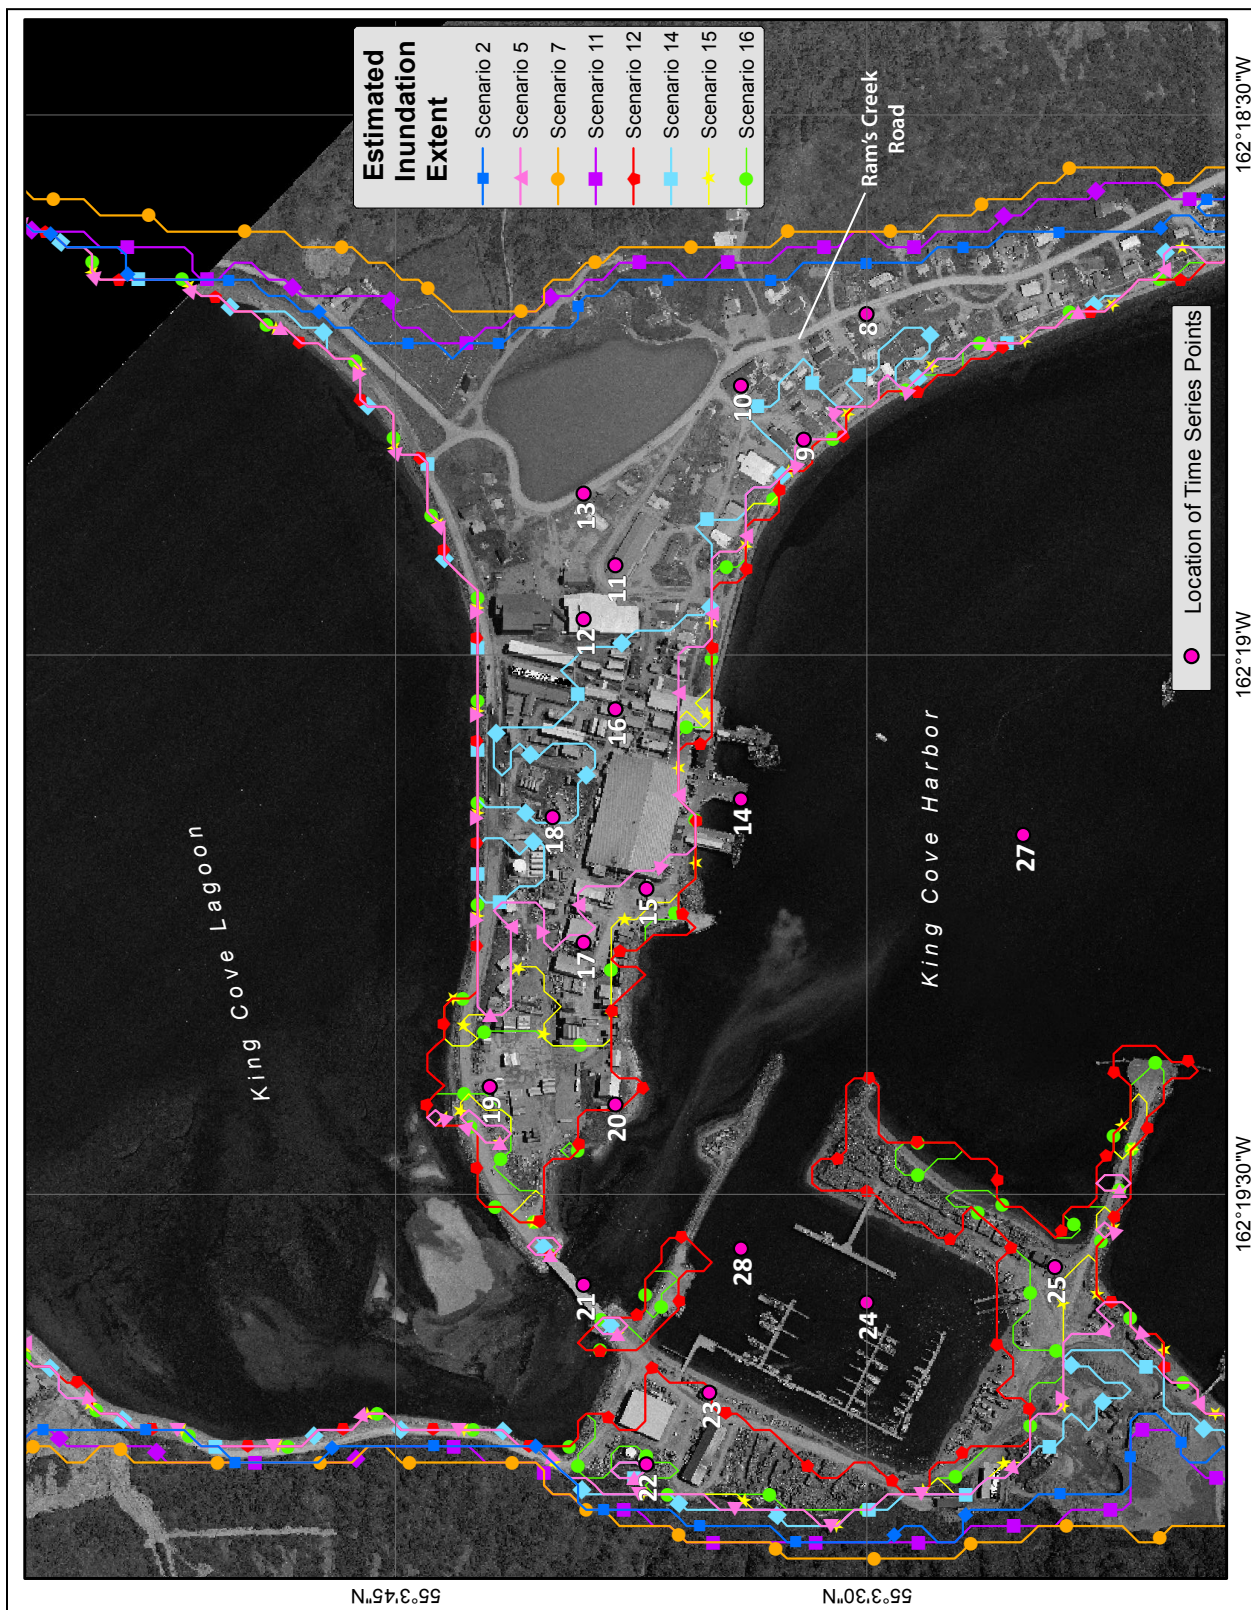 Estimated
Inundation
Extent
Scenario 2
Scenario 5
Scenario 7
Scenario 11
Scenario 12
Scenario 14
Scenario 15
Scenario 16
Ram's Creek
Road
King Cove Lagoon
King Cove Harbor
8
9
10
11
12
13
14
15
16
17
18
19
20
21
22
23
24
25
27
28
Location of Time Series Points
162°18'30"W
162°19'W
162°19'30"W
55°3'45"N
55°3'30"N